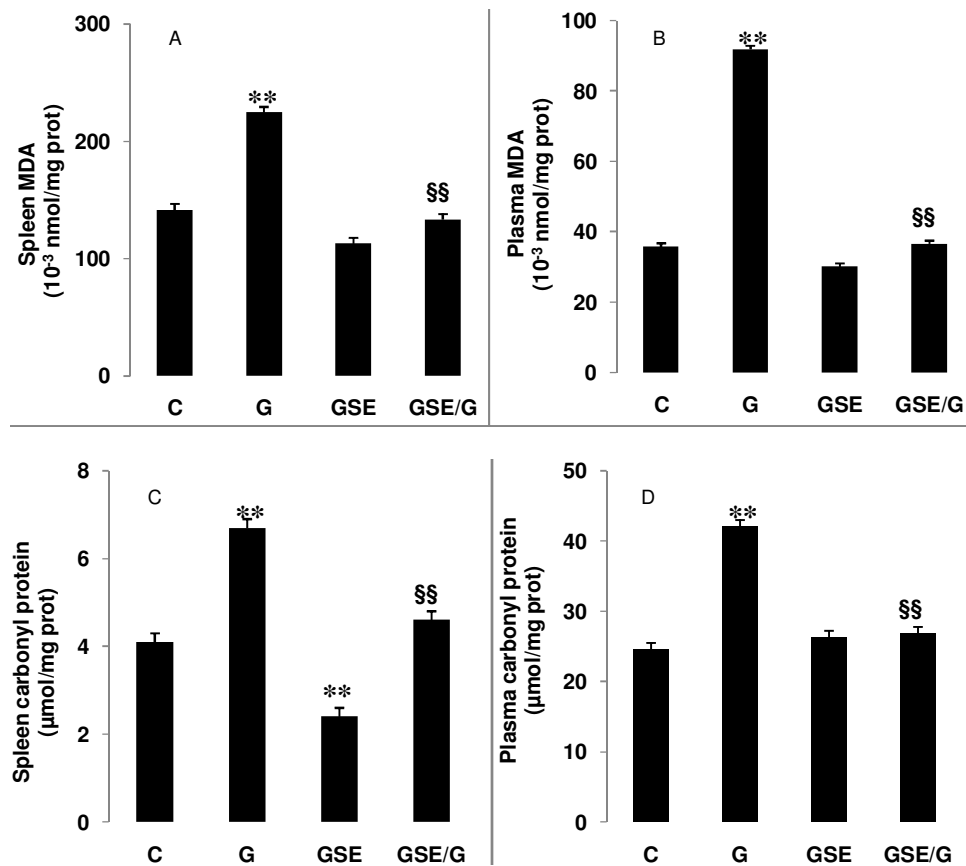 A
Spleen MDA
(10⁻³ nmol/mg prot)
300
200
100
0
**
§§
C G GSE GSE/G
B
Plasma MDA
(10⁻³ nmol/mg prot)
100
80
60
40
20
0
**
§§
C G GSE GSE/G
C
Spleen carbonyl protein
(µmol/mg prot)
8
6
4
2
0
**
**
§§
C G GSE GSE/G
D
Plasma carbonyl protein
(µmol/mg prot)
50
40
30
20
10
0
**
§§
C G GSE GSE/G